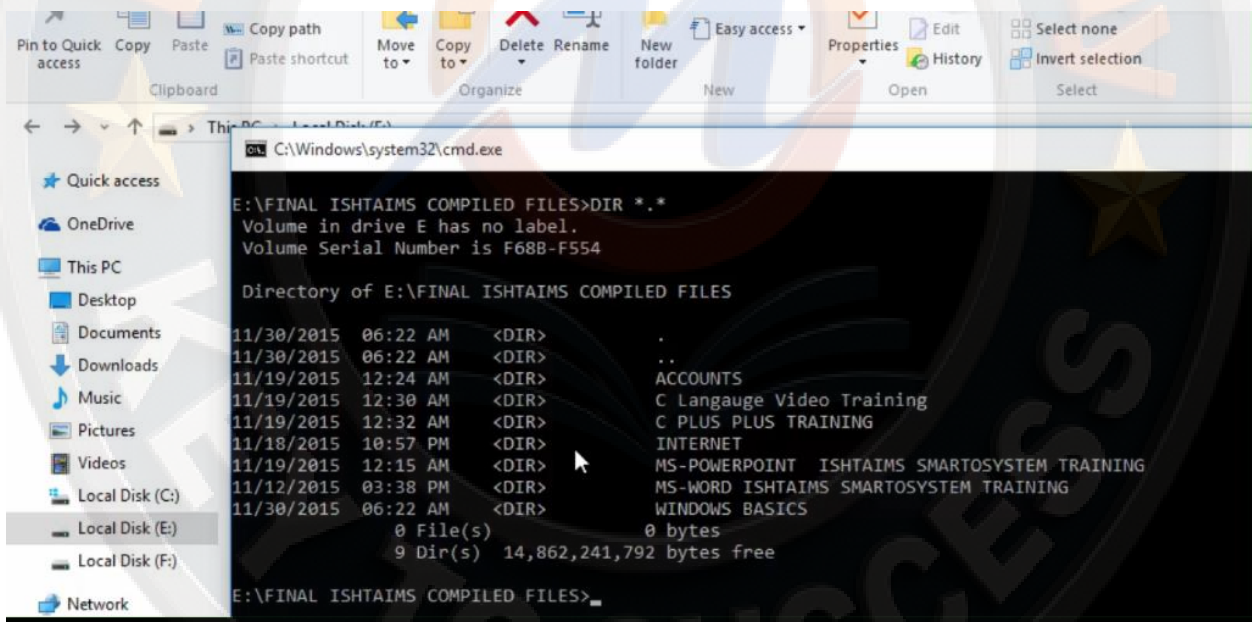 Pin to Quick access
Copy
Paste
Copy path
Paste shortcut
Clipboard
Move to
Copy to
Delete
Rename
Organize
New folder
Easy access
New
Properties
Edit
History
Open
Select none
Invert selection
Select
Quick access
OneDrive
This PC
Desktop
Documents
Downloads
Music
Pictures
Videos
Local Disk (C:)
Local Disk (E:)
Local Disk (F:)
Network
C:\Windows\system32\cmd.exe
E:\FINAL ISHTAIMS COMPILED FILES>DIR *.*
Volume in drive E has no label.
Volume Serial Number is F68B-F554
Directory of E:\FINAL ISHTAIMS COMPILED FILES
11/30/2015 06:22 AM <DIR> .
11/30/2015 06:22 AM <DIR> ..
11/19/2015 12:24 AM <DIR> ACCOUNTS
11/19/2015 12:30 AM <DIR> C Langauge Video Training
11/19/2015 12:32 AM <DIR> C PLUS PLUS TRAINING
11/18/2015 10:57 PM <DIR> INTERNET
11/19/2015 12:15 AM <DIR> MS-POWERPOINT ISHTAIMS SMARTOSYSTEM TRAINING
11/12/2015 03:38 PM <DIR> MS-WORD ISHTAIMS SMARTOSYSTEM TRAINING
11/30/2015 06:22 AM <DIR> WINDOWS BASICS
0 File(s) 0 bytes
9 Dir(s) 14,862,241,792 bytes free
E:\FINAL ISHTAIMS COMPILED FILES>_